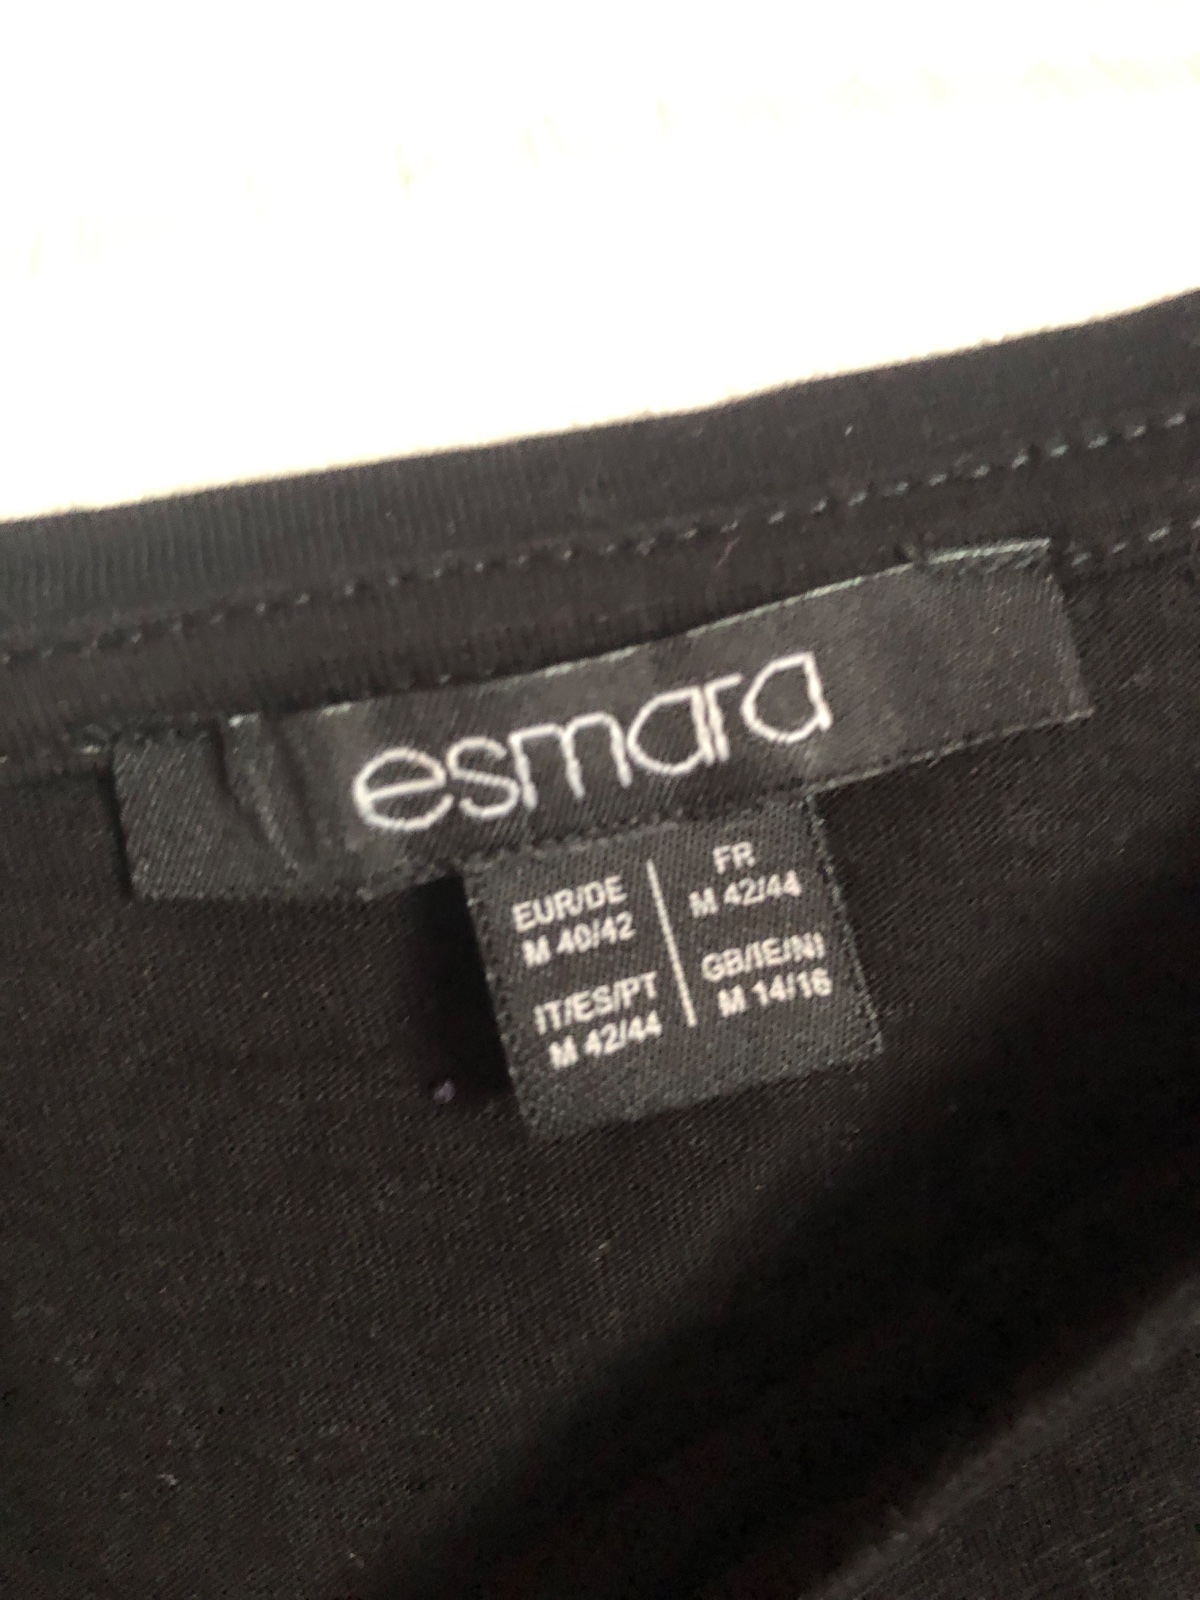 esmara
EUR/DE
M 40/42
IT/ES/PT
M 42/44
FR
M 42/44
GB/IE/NI
M 14/16